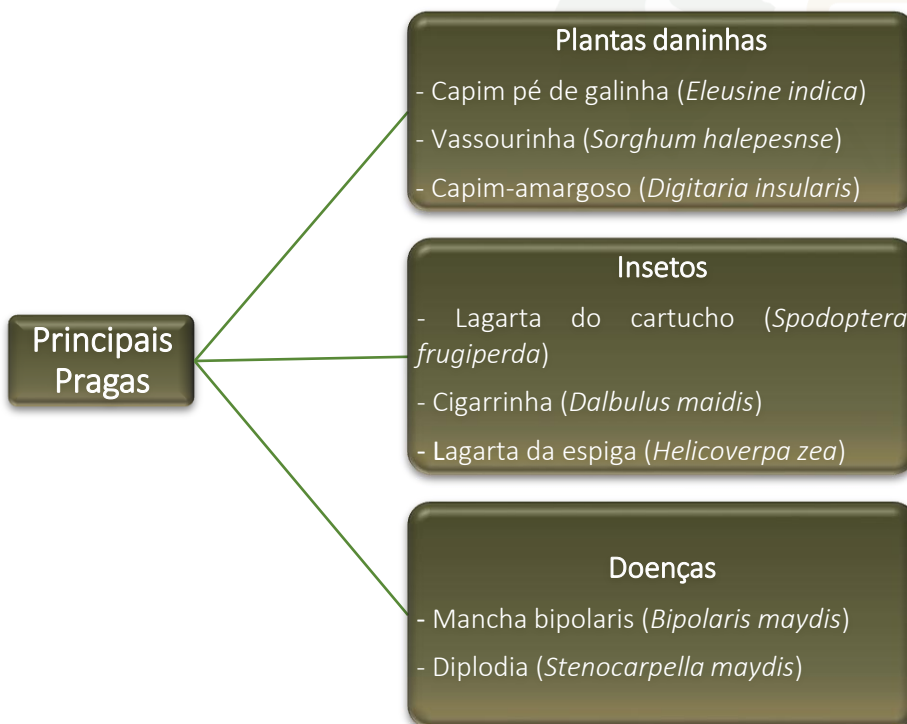 Plantas daninhas
- Capim pé de galinha (Eleusine indica)
- Vassourinha (Sorghum halepesnse)
- Capim-amargoso (Digitaria insularis)
Principais
Pragas
Insetos
- Lagarta do cartucho (Spodoptera
frugiperda)
- Cigarrinha (Dalbulus maidis)
- Lagarta da espiga (Helicoverpa zea)
Doenças
- Mancha bipolaris (Bipolaris maydis)
- Diplodia (Stenocarpella maydis)